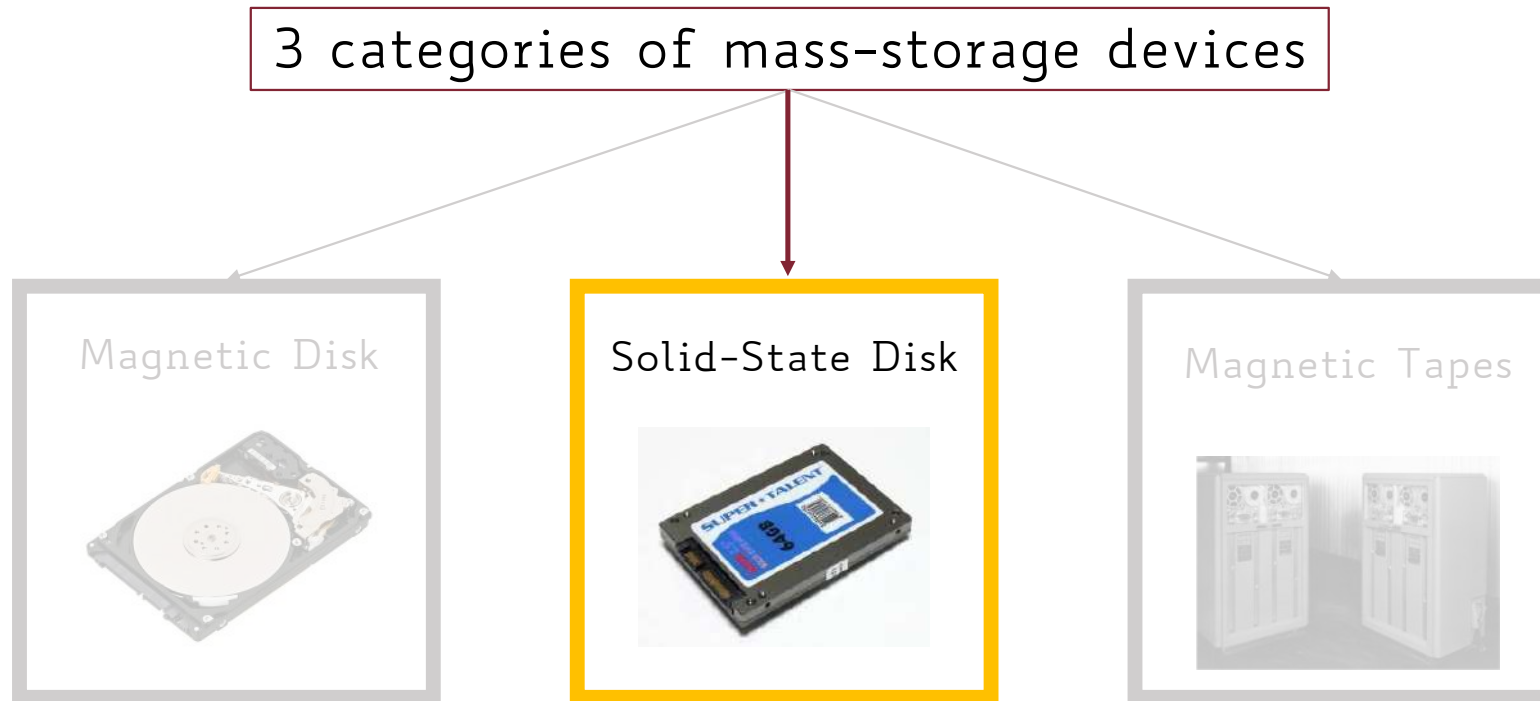 3 categories of mass-storage devices
Magnetic Disk
Solid-State Disk
Magnetic Tapes
SUPER★TALENT
64GB